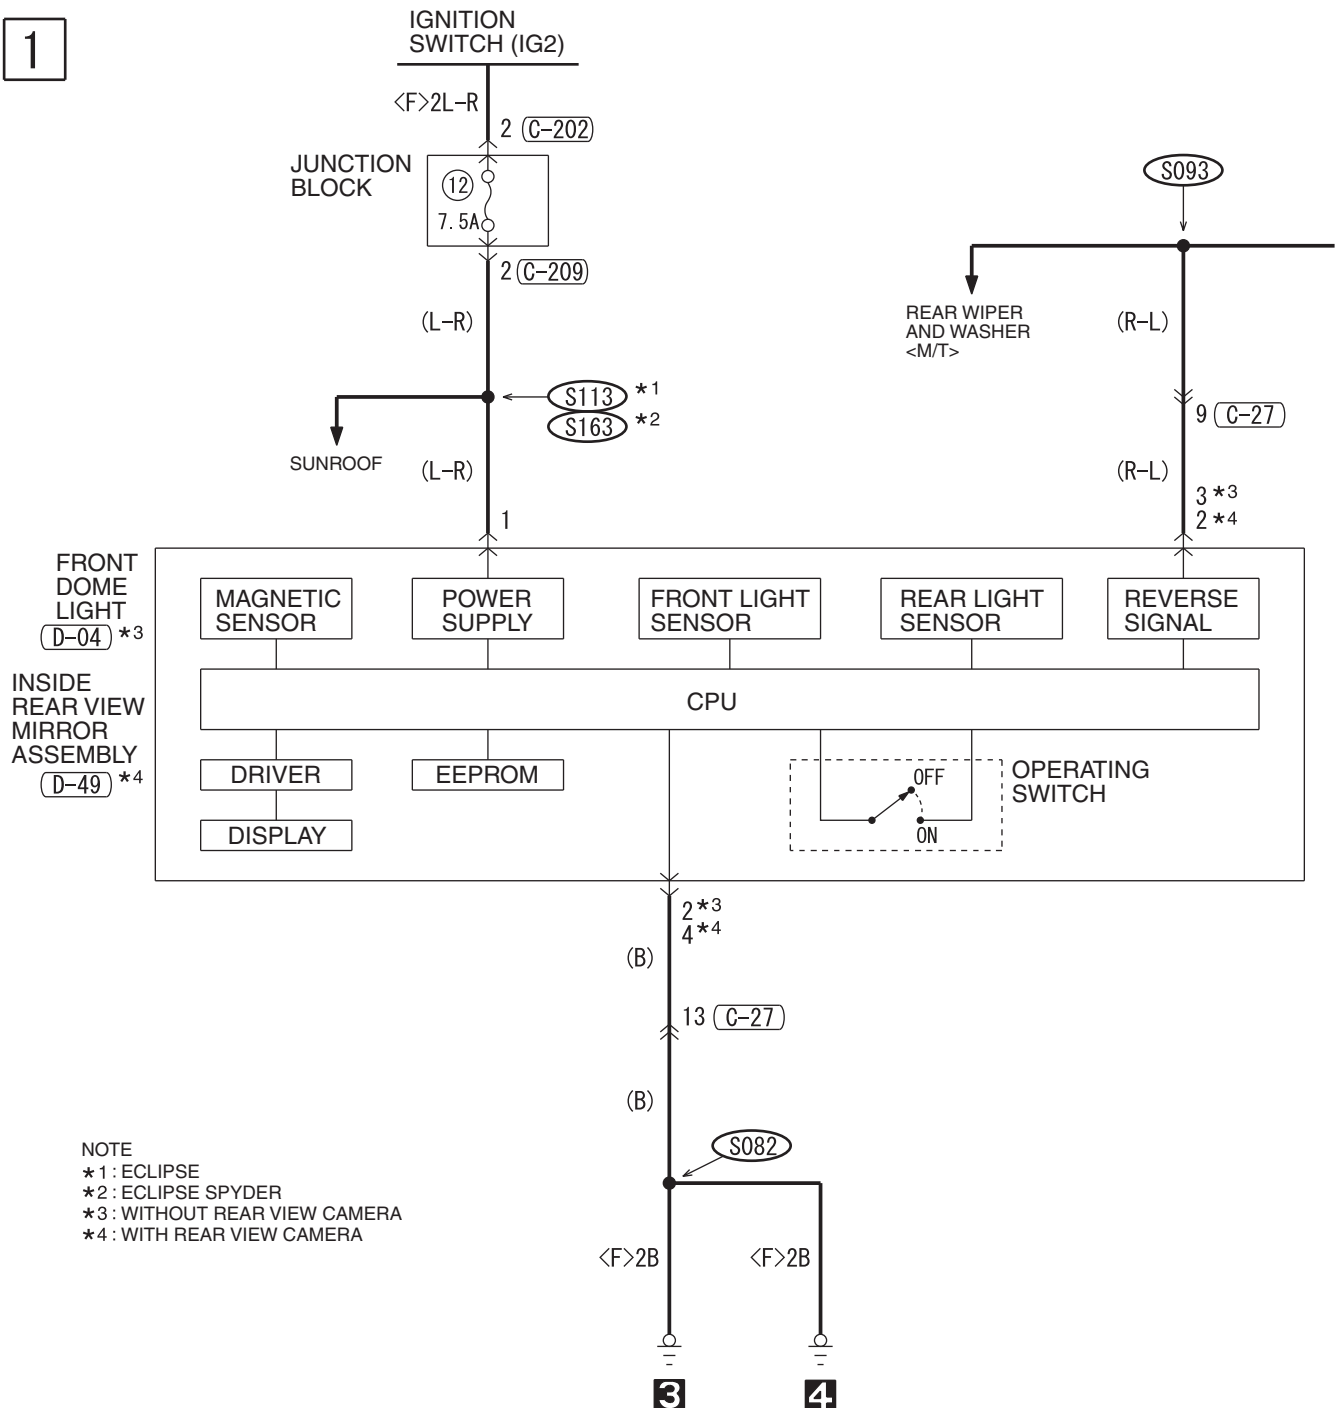 1
IGNITION
SWITCH (IG2)
<F>2L-R
2 C-202
JUNCTION
BLOCK
12
7.5A
2 C-209
S093
(L-R)
REAR WIPER
AND WASHER
<M/T>
(R-L)
S113 *1
S163 *2
9 C-27
SUNROOF
(L-R)
(R-L)
1
3*3
2*4
FRONT
DOME
LIGHT
D-04 *3
MAGNETIC
SENSOR
POWER
SUPPLY
FRONT LIGHT
SENSOR
REAR LIGHT
SENSOR
REVERSE
SIGNAL
INSIDE
REAR VIEW
MIRROR
ASSEMBLY
D-49 *4
CPU
DRIVER
EEPROM
OFF
ON
OPERATING
SWITCH
DISPLAY
2*3
4*4
(B)
13 C-27
(B)
S082
NOTE
*1 : ECLIPSE
*2 : ECLIPSE SPYDER
*3 : WITHOUT REAR VIEW CAMERA
*4 : WITH REAR VIEW CAMERA
<F>2B
<F>2B
3
4